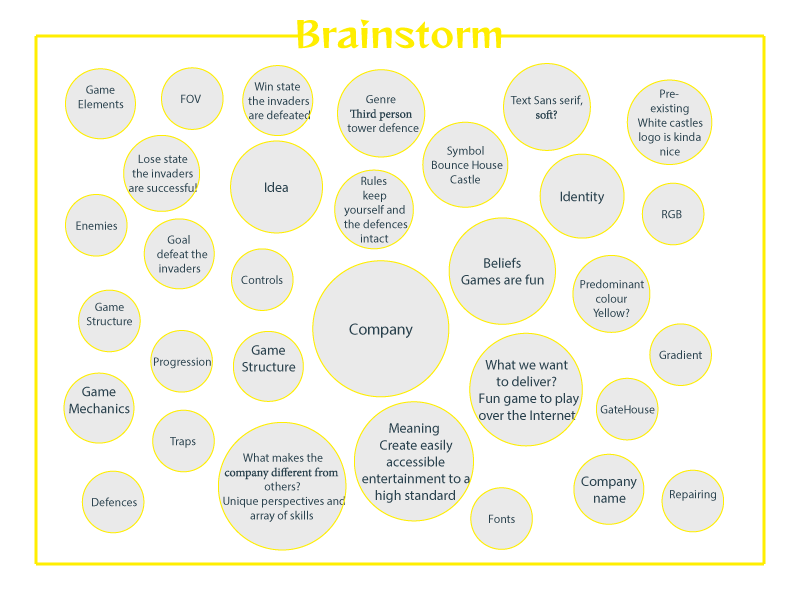 Brainstorm
Game
Elements
FOV
Win state
the invaders
are defeated
Genre
Third person
tower defence
Text Sans serif,
soft?
Pre-
existing
White castles
logo is kinda
nice
Lose state
the invaders
are successful
Idea
Symbol
Bounce House
Castle
Rules
keep
yourself and
the defences
intact
Identity
RGB
Enemies
Goal
defeat the
invaders
Controls
Beliefs
Games are fun
Predominant
colour
Yellow?
Game
Structure
Company
Progression
Game
Structure
Gradient
What we want
to deliver?
Fun game to play
over the Internet
Game
Mechanics
GateHouse
Traps
Meaning
Create easily
accessible
entertainment to a
high standard
What makes the
company different from
others?
Unique perspectives and
array of skills
Company
name
Repairing
Defences
Fonts